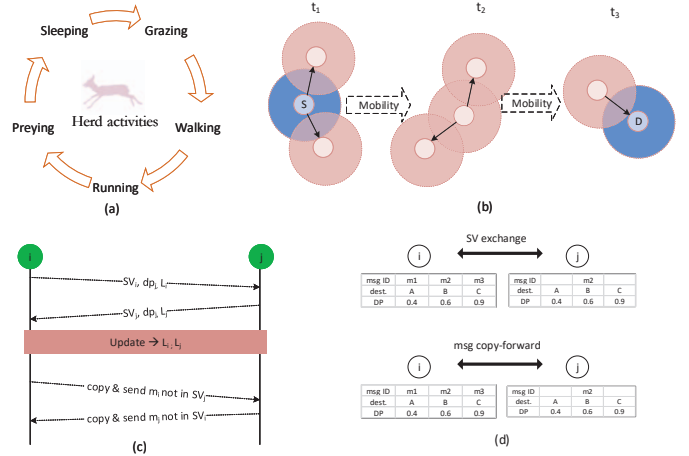 Sleeping
Grazing
Herd activities
Preying
Walking
Running
(a)
t1
t2
t3
S
Mobility
Mobility
D
(b)
i
j
SVi, dpi, Li
SVj, dpj, Lj
Update → Li, Lj
copy & send mi not in SVj
copy & send mj not in SVi
(c)
SV exchange
i
j
msg ID m1 m2 m3
dest. A B C
DP 0.4 0.6 0.9
msg ID m2
dest. A B C
DP 0.4 0.6 0.9
msg copy-forward
i
j
msg ID m1 m2 m3
dest. A B C
DP 0.4 0.6 0.9
msg ID m2
dest. A B C
DP 0.4 0.6 0.9
(d)